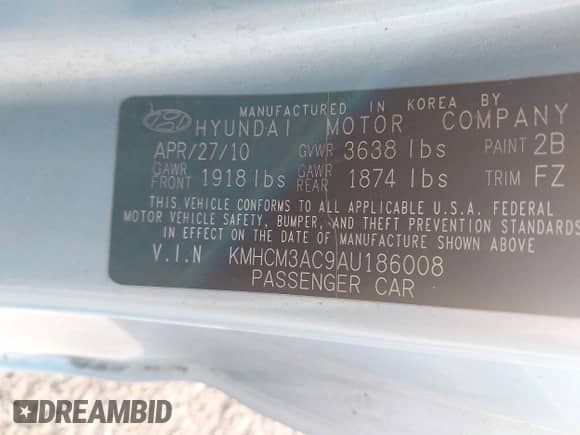 MANUFACTURED IN KOREA BY
HYUNDAI MOTOR COMPANY
APR/27/10 GVWR 3638 lbs PAINT 2B
GAWR FRONT 1918 lbs GAWR REAR 1874 lbs TRIM FZ
THIS VEHICLE CONFORMS TO ALL APPLICABLE U.S.A. FEDERAL
MOTOR VEHICLE SAFETY, BUMPER, AND THEFT PREVENTION STANDARDS
IN EFFECT ON THE DATE OF MANUFACTURE SHOWN ABOVE
V.I.N KMHCM3AC9AU186008
PASSENGER CAR
DREAMBID